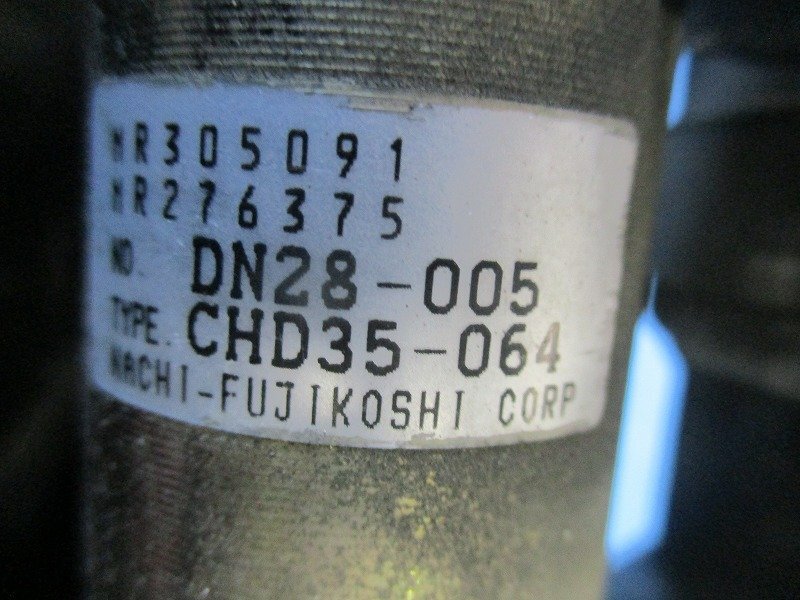 MR305091
MR276375
NO. DN28-005
TYPE. CHD35-064
NACHI-FUJIKOSHI CORP